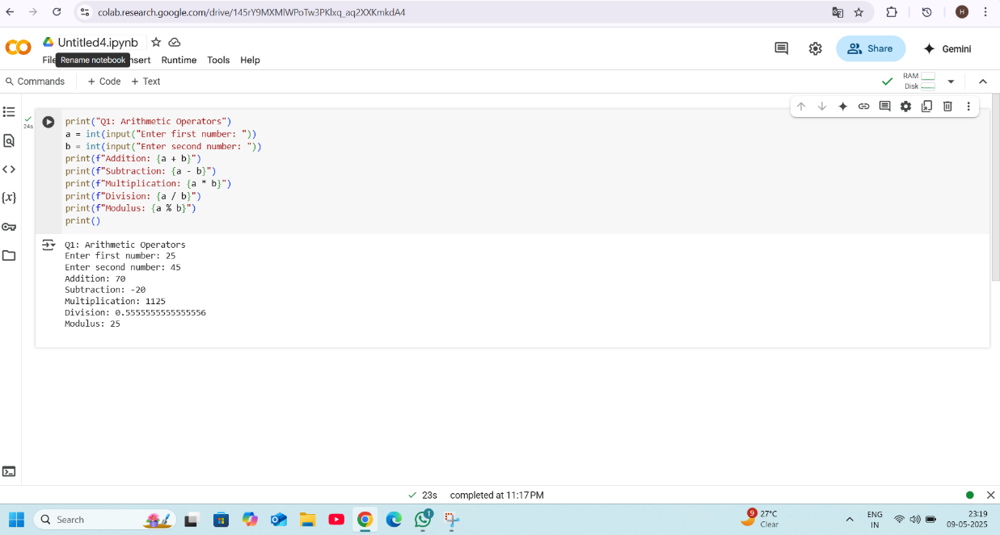 colab.research.google.com/drive/145rY9MXMlWPoTw3PKlxq_aq2XXKmkdA4
H
CO
Untitled4.ipynb
File Rename notebook nsert Runtime Tools Help
Share
Gemini
Commands + Code + Text
RAM
Disk
24s
print("Q1: Arithmetic Operators")
a = int(input("Enter first number: "))
b = int(input("Enter second number: "))
print(f"Addition: {a + b}")
print(f"Subtraction: {a - b}")
print(f"Multiplication: {a * b}")
print(f"Division: {a / b}")
print(f"Modulus: {a % b}")
print()
Q1: Arithmetic Operators
Enter first number: 25
Enter second number: 45
Addition: 70
Subtraction: -20
Multiplication: 1125
Division: 0.5555555555555556
Modulus: 25
23s completed at 11:17 PM
Search
1
9
27°C
Clear
ENG
IN
23:19
09-05-2025